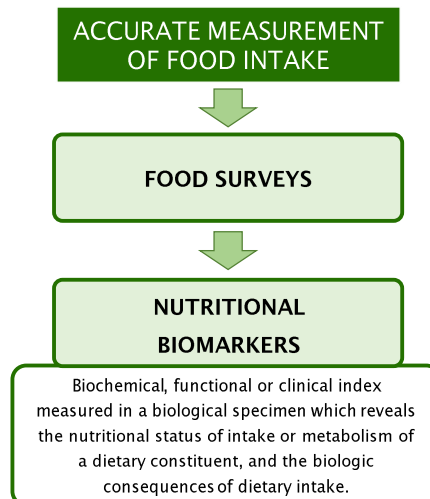 ACCURATE MEASUREMENT
OF FOOD INTAKE
FOOD SURVEYS
NUTRITIONAL
BIOMARKERS
Biochemical, functional or clinical index
measured in a biological specimen which reveals
the nutritional status of intake or metabolism of
a dietary constituent, and the biologic
consequences of dietary intake.